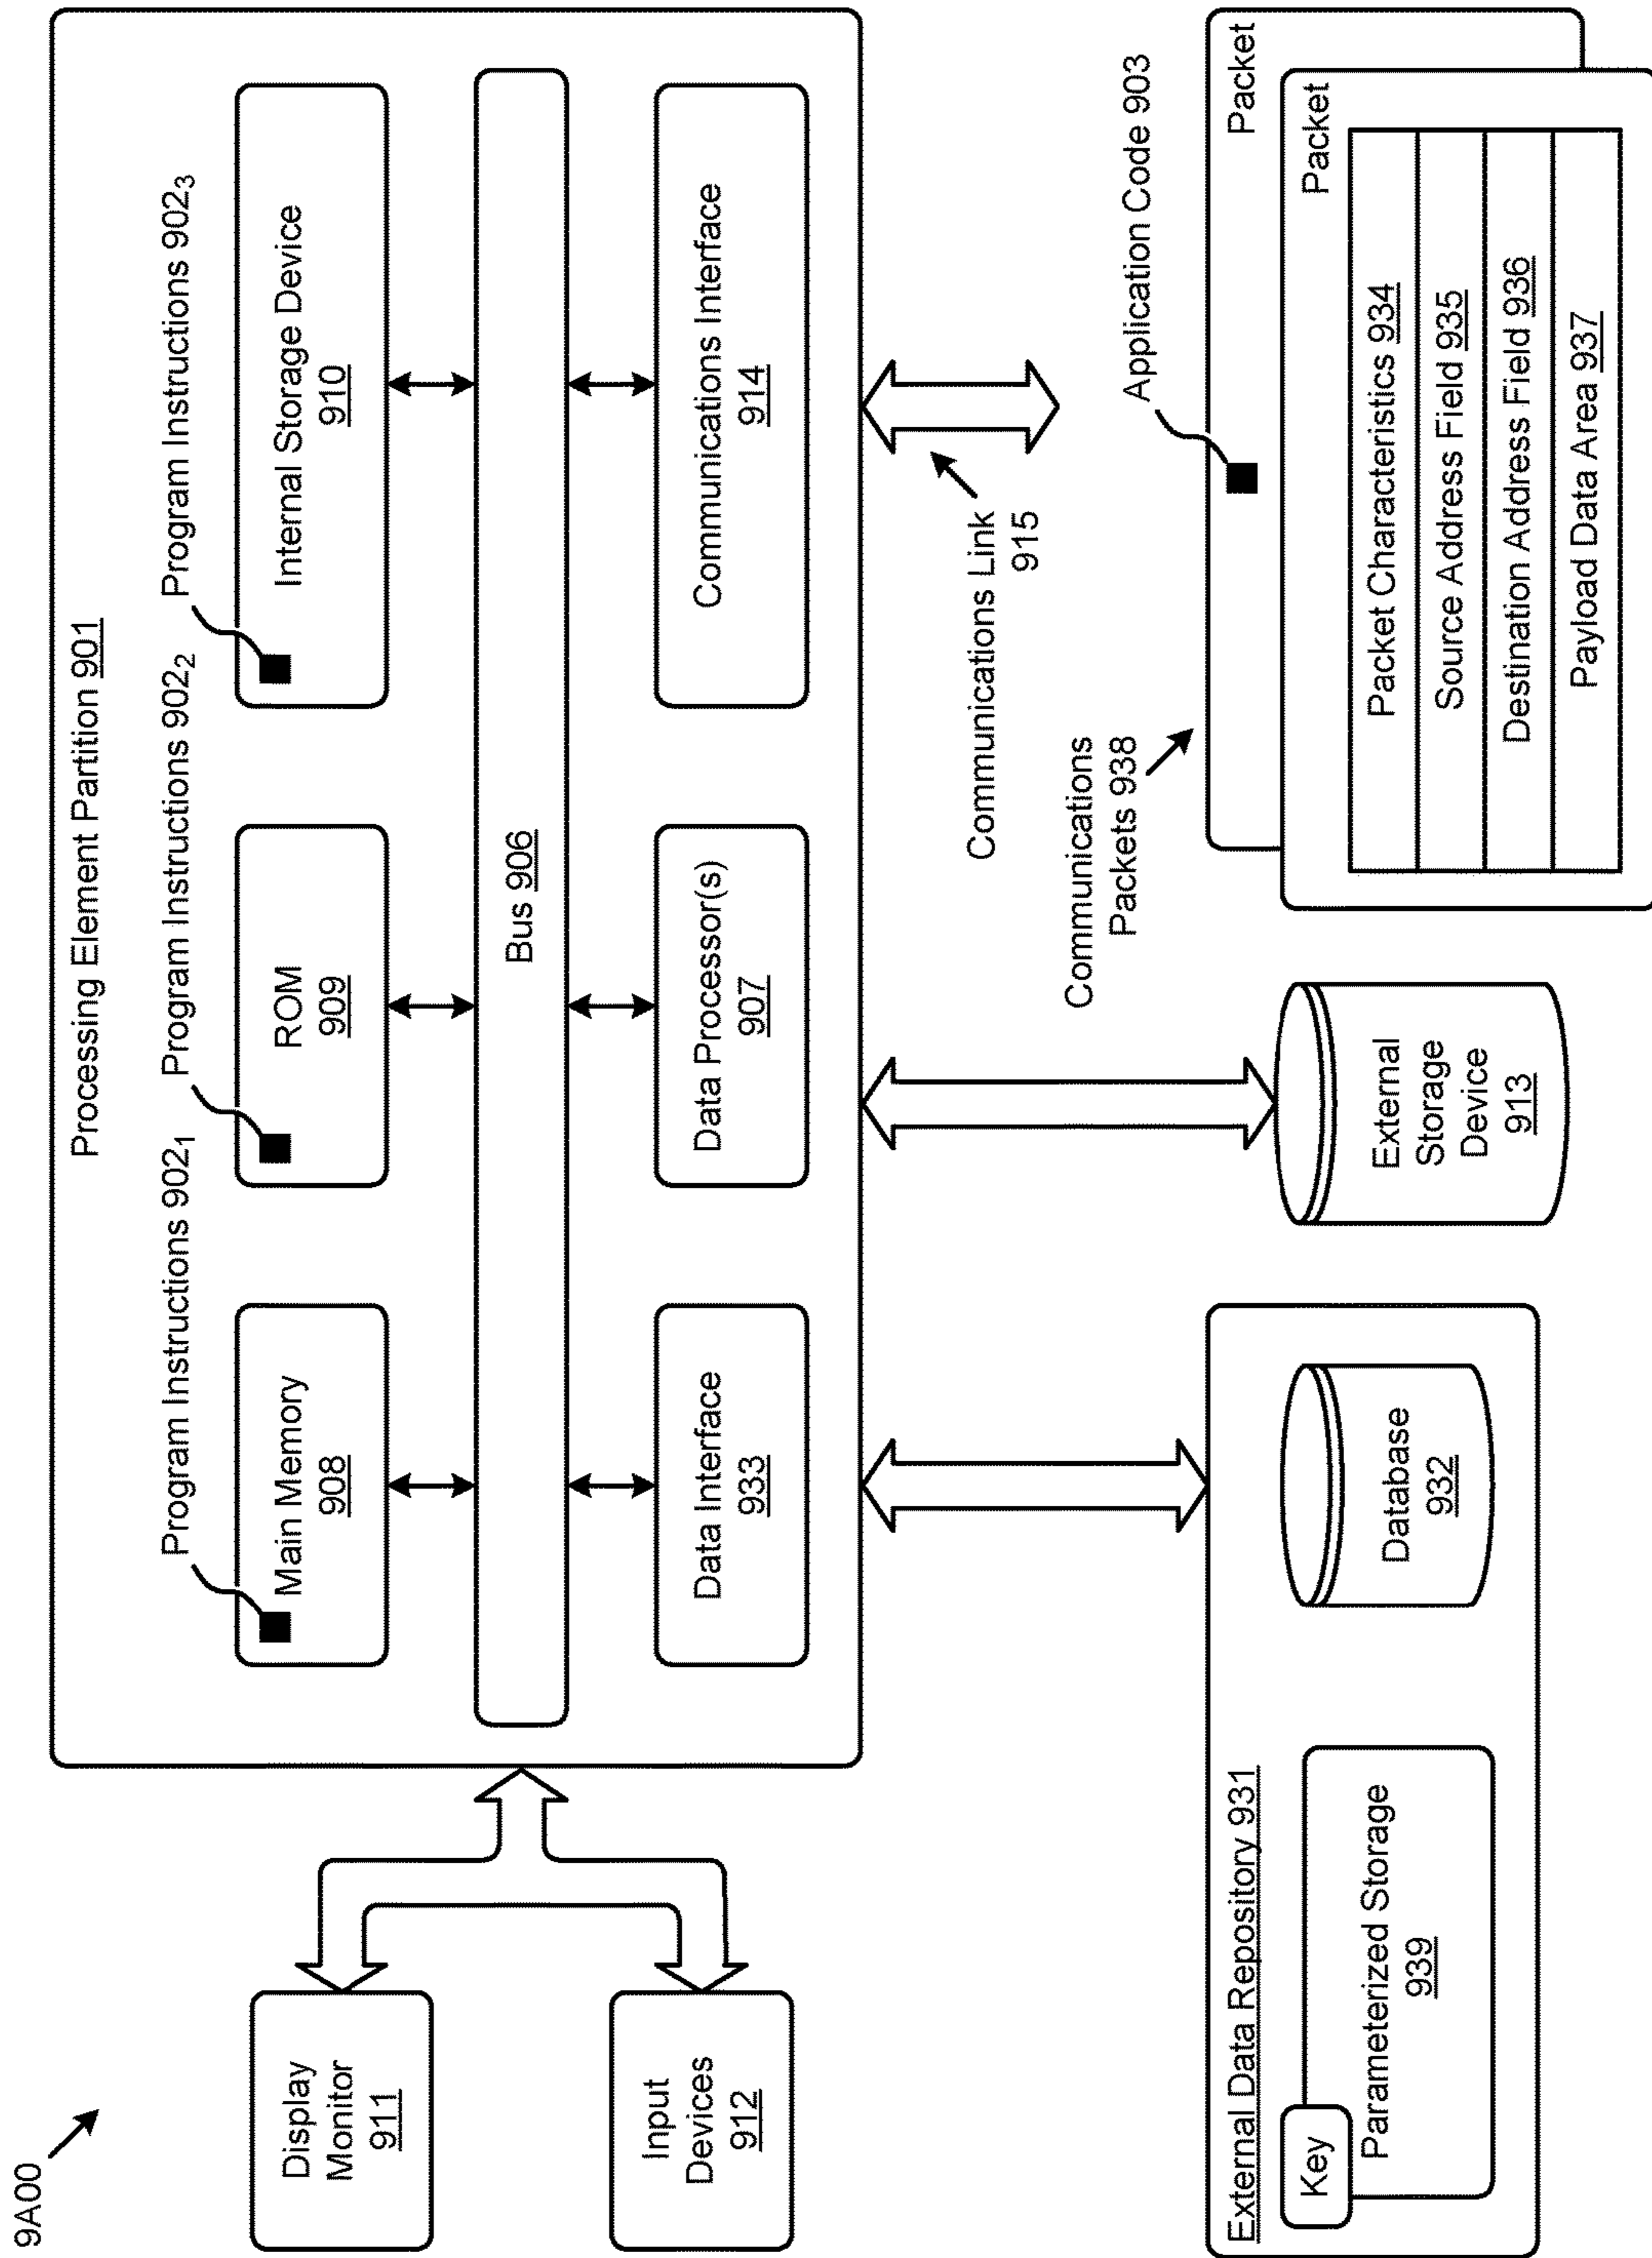 9A00
Processing Element Partition 901
Program Instructions 902₁
Program Instructions 902₂
Program Instructions 902₃
Main Memory
908
ROM
909
Internal Storage Device
910
Display
Monitor
911
Bus 906
Input
Devices
912
Data Interface
933
Data Processor(s)
907
Communications Interface
914
Communications Link
915
Communications
Packets 938
Application Code 903
External Data Repository 931
Key
Parameterized Storage
939
Database
932
External
Storage
Device
913
Packet
Packet
Packet Characteristics 934
Source Address Field 935
Destination Address Field 936
Payload Data Area 937